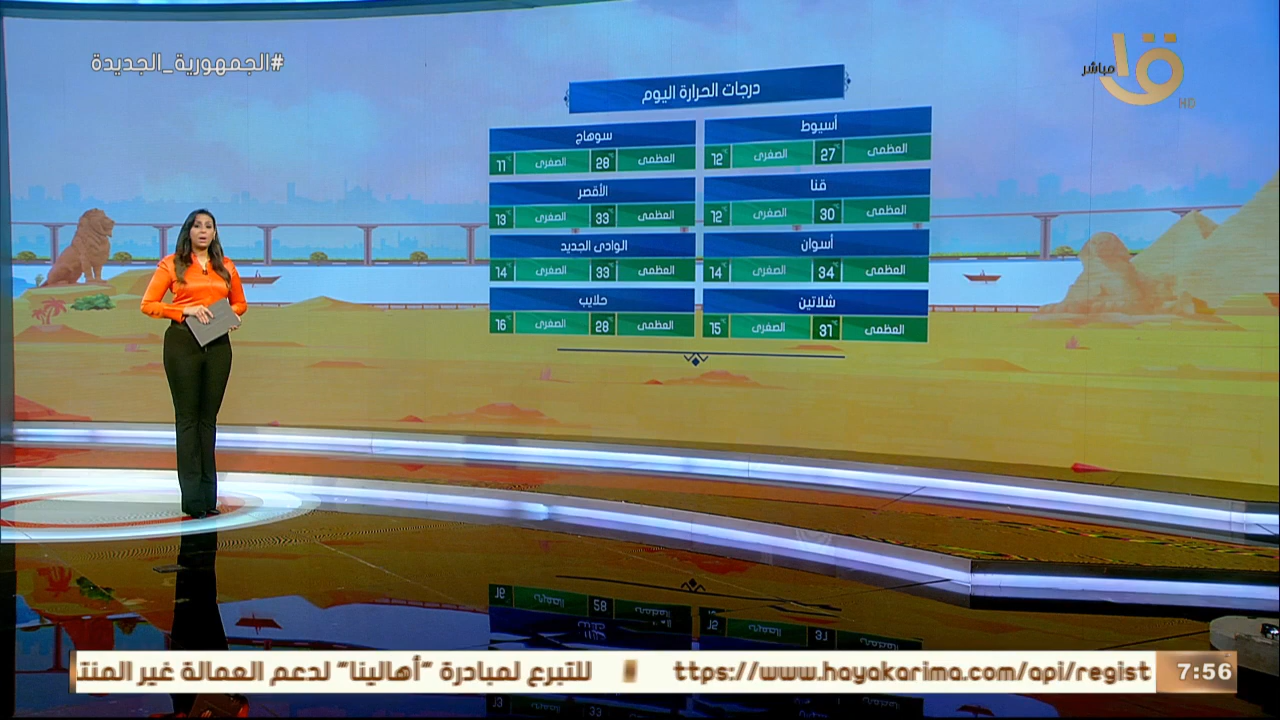 #الجمهورية_الجديدة
مباشر
HD
درجات الحرارة اليوم
أسيوط
العظمى 27 الصغرى 12
سوهاج
العظمى 28 الصغرى 11
قنا
العظمى 30 الصغرى 12
الأقصر
العظمى 33 الصغرى 13
أسوان
العظمى 34 الصغرى 14
الوادى الجديد
العظمى 33 الصغرى 14
شلاتين
العظمى 31 الصغرى 15
حلايب
العظمى 28 الصغرى 16
ttps://www.hayakarima.com/api/regist للتبرع لمبادرة "أهالينا" لدعم العمالة غير المنت
7:56